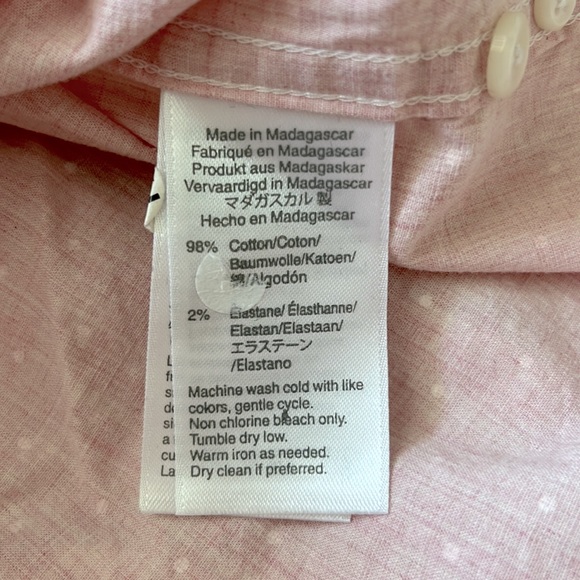 Made in Madagascar
Fabriqué en Madagascar
Produkt aus Madagaskar
Vervaardigd in Madagascar
マダガスカル 製
Hecho en Madagascar
98% Cotton/Coton/
Baumwolle/Katoen/
綿/Algodón
2% Elastane/ Élasthanne/
Elastan/Elastaan/
エラステーン
/Elastano
Machine wash cold with like
colors, gentle cycle.
Non chlorine bleach only.
Tumble dry low.
Warm iron as needed.
Dry clean if preferred.